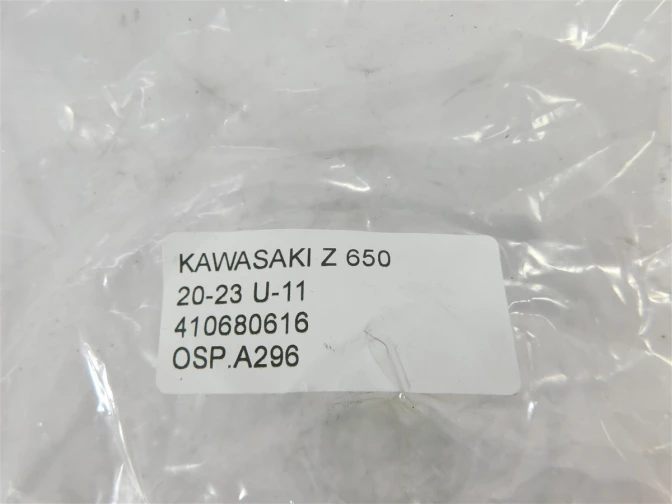 KAWASAKI Z 650
20-23 U-11
410680616
OSP.A296